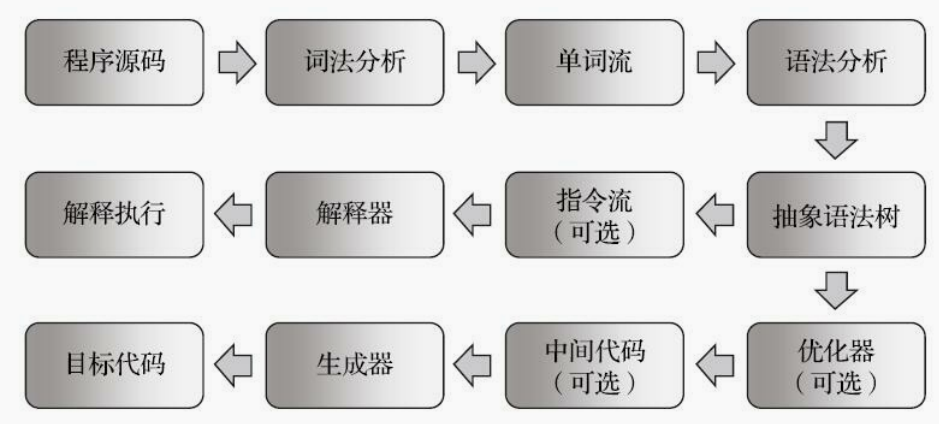 程序源码
词法分析
单词流
语法分析
解释执行
解释器
指令流
（可选）
抽象语法树
目标代码
生成器
中间代码
（可选）
优化器
（可选）